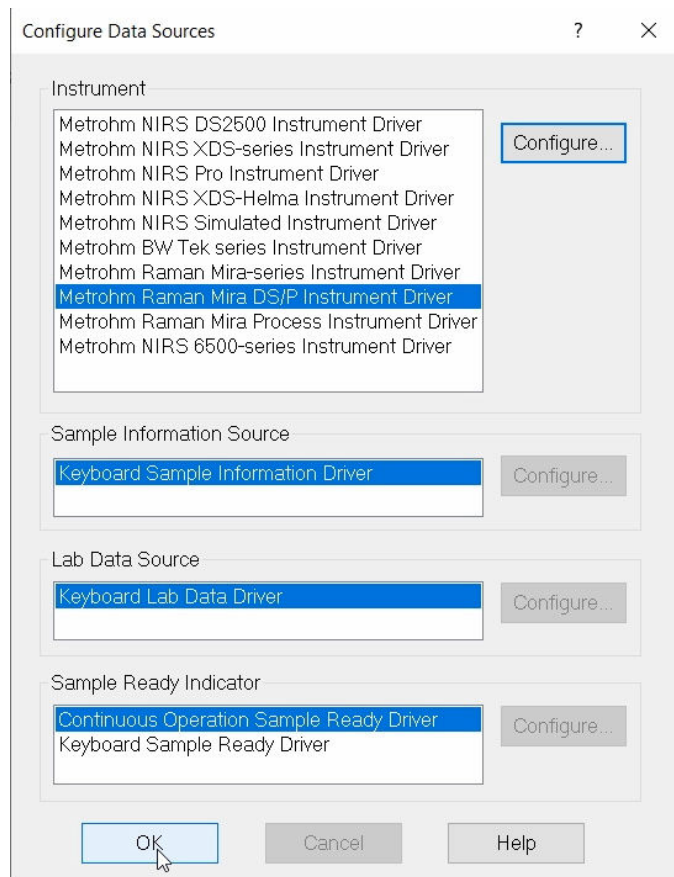 Configure Data Sources
?
Instrument
Metrohm NIRS DS2500 Instrument Driver
Metrohm NIRS XDS-series Instrument Driver
Metrohm NIRS Pro Instrument Driver
Metrohm NIRS XDS-Helma Instrument Driver
Metrohm NIRS Simulated Instrument Driver
Metrohm BW Tek series Instrument Driver
Metrohm Raman Mira-series Instrument Driver
Metrohm Raman Mira DS/P Instrument Driver
Metrohm Raman Mira Process Instrument Driver
Metrohm NIRS 6500-series Instrument Driver
Configure...
Sample Information Source
Keyboard Sample Information Driver
Configure...
Lab Data Source
Keyboard Lab Data Driver
Configure...
Sample Ready Indicator
Continuous Operation Sample Ready Driver
Keyboard Sample Ready Driver
Configure...
OK
Cancel
Help